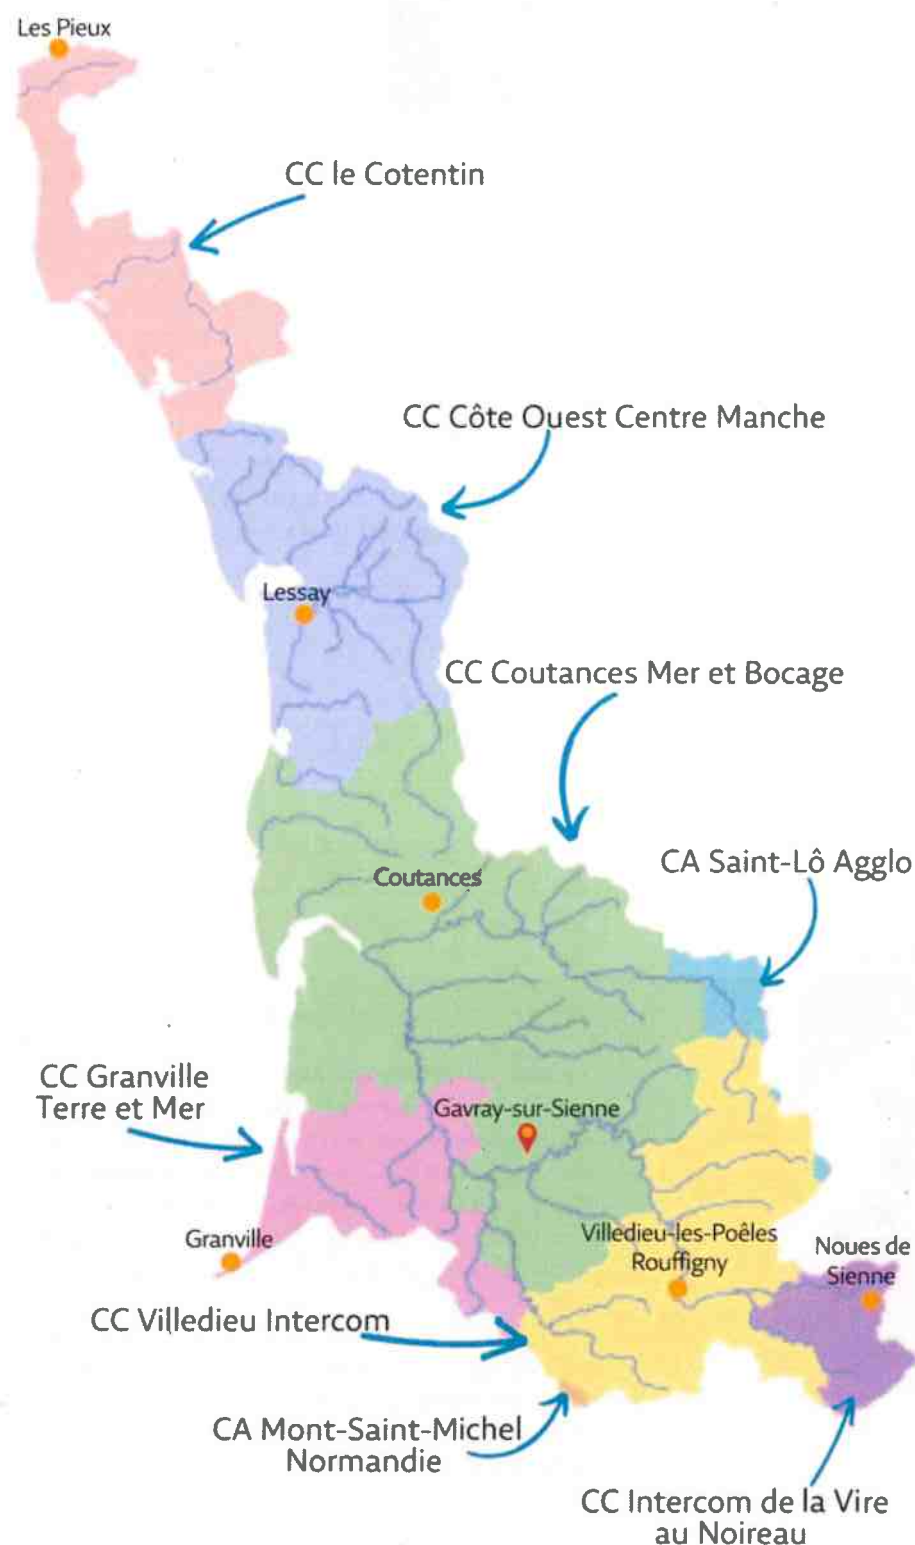 Les Pieux
CC le Cotentin
CC Côte Ouest Centre Manche
Lessay
CC Coutances Mer et Bocage
CA Saint-Lô Agglo
Coutances
CC Granville
Terre et Mer
Gavray-sur-Sienne
Granville
Villedieu-les-Poêles
Rouffigny
Noues de
Sienne
CC Villedieu Intercom
CA Mont-Saint-Michel
Normandie
CC Intercom de la Vire
au Noireau